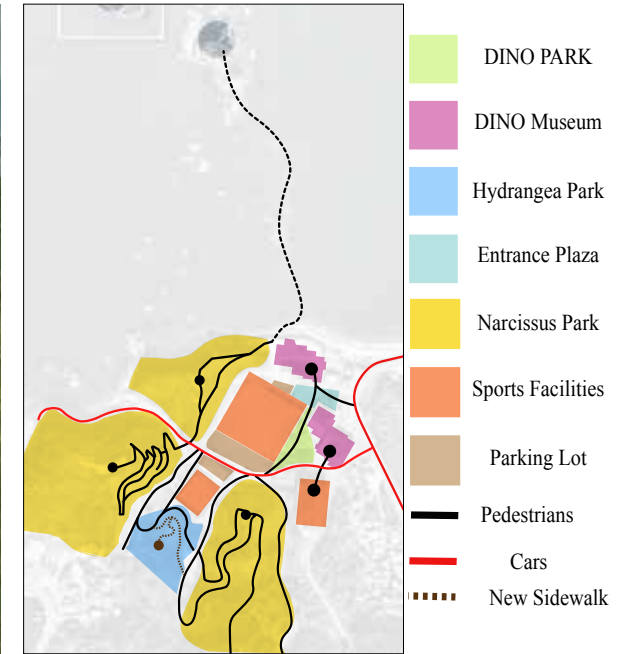 DINO PARK
DINO Museum
Hydrangea Park
Entrance Plaza
Narcissus Park
Sports Facilities
Parking Lot
Pedestrians
Cars
New Sidewalk